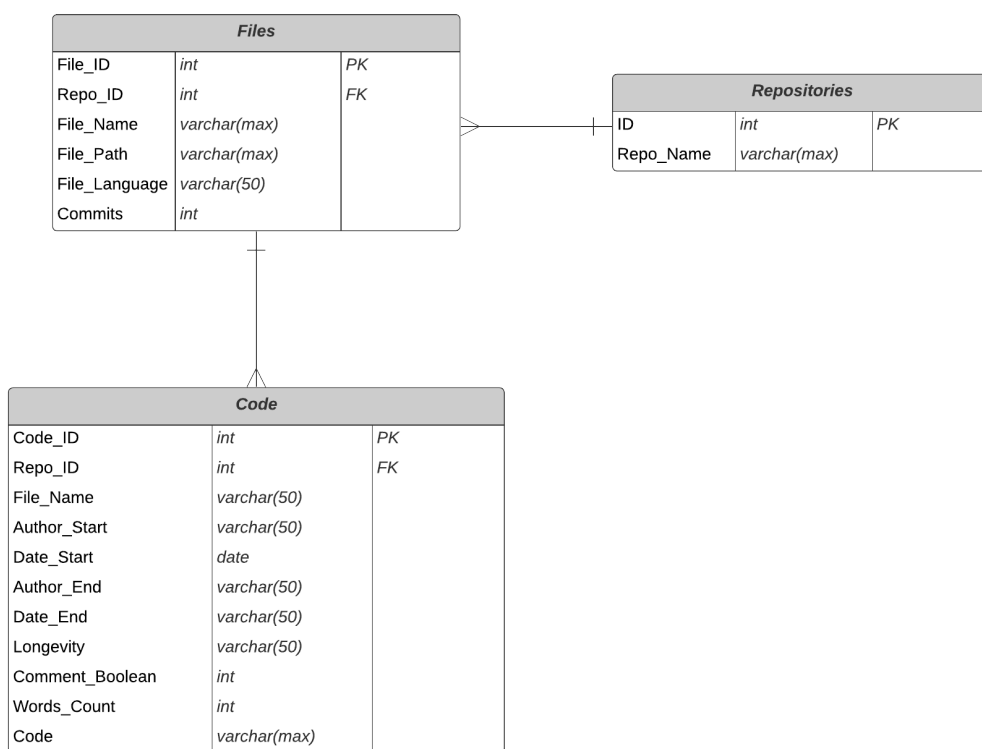 Files
File_ID int PK
Repo_ID int FK
File_Name varchar(max)
File_Path varchar(max)
File_Language varchar(50)
Commits int
Repositories
ID int PK
Repo_Name varchar(max)
Code
Code_ID int PK
Repo_ID int FK
File_Name varchar(50)
Author_Start varchar(50)
Date_Start date
Author_End varchar(50)
Date_End varchar(50)
Longevity varchar(50)
Comment_Boolean int
Words_Count int
Code varchar(max)